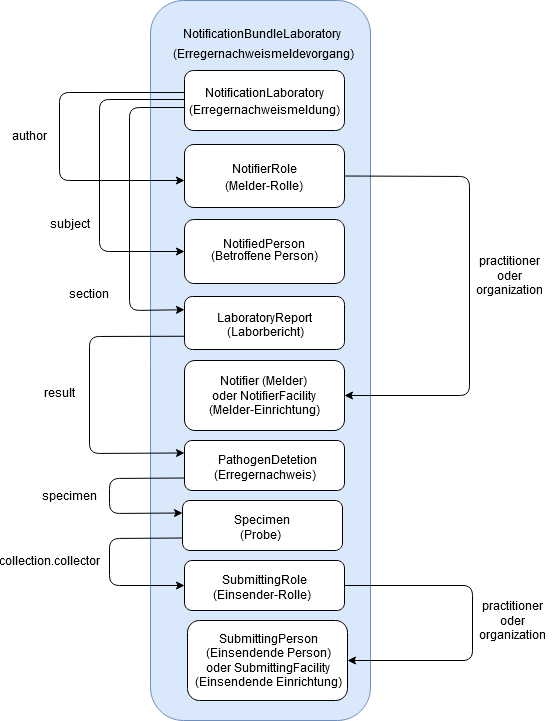 NotificationBundleLaboratory
(Erregernachweismeldevorgang)
NotificationLaboratory
(Erregernachweismeldung)
author
NotifierRole
(Melder-Rolle)
subject
NotifiedPerson
(Betroffene Person)
practitioner
oder
organization
section
LaboratoryReport
(Laborbericht)
result
Notifier (Melder)
oder NotifierFacility
(Melder-Einrichtung)
PathogenDetetion
(Erregernachweis)
specimen
Specimen
(Probe)
collection.collector
SubmittingRole
(Einsender-Rolle)
practitioner
oder
organization
SubmittingPerson
(Einsendende Person)
oder SubmittingFacility
(Einsendende Einrichtung)